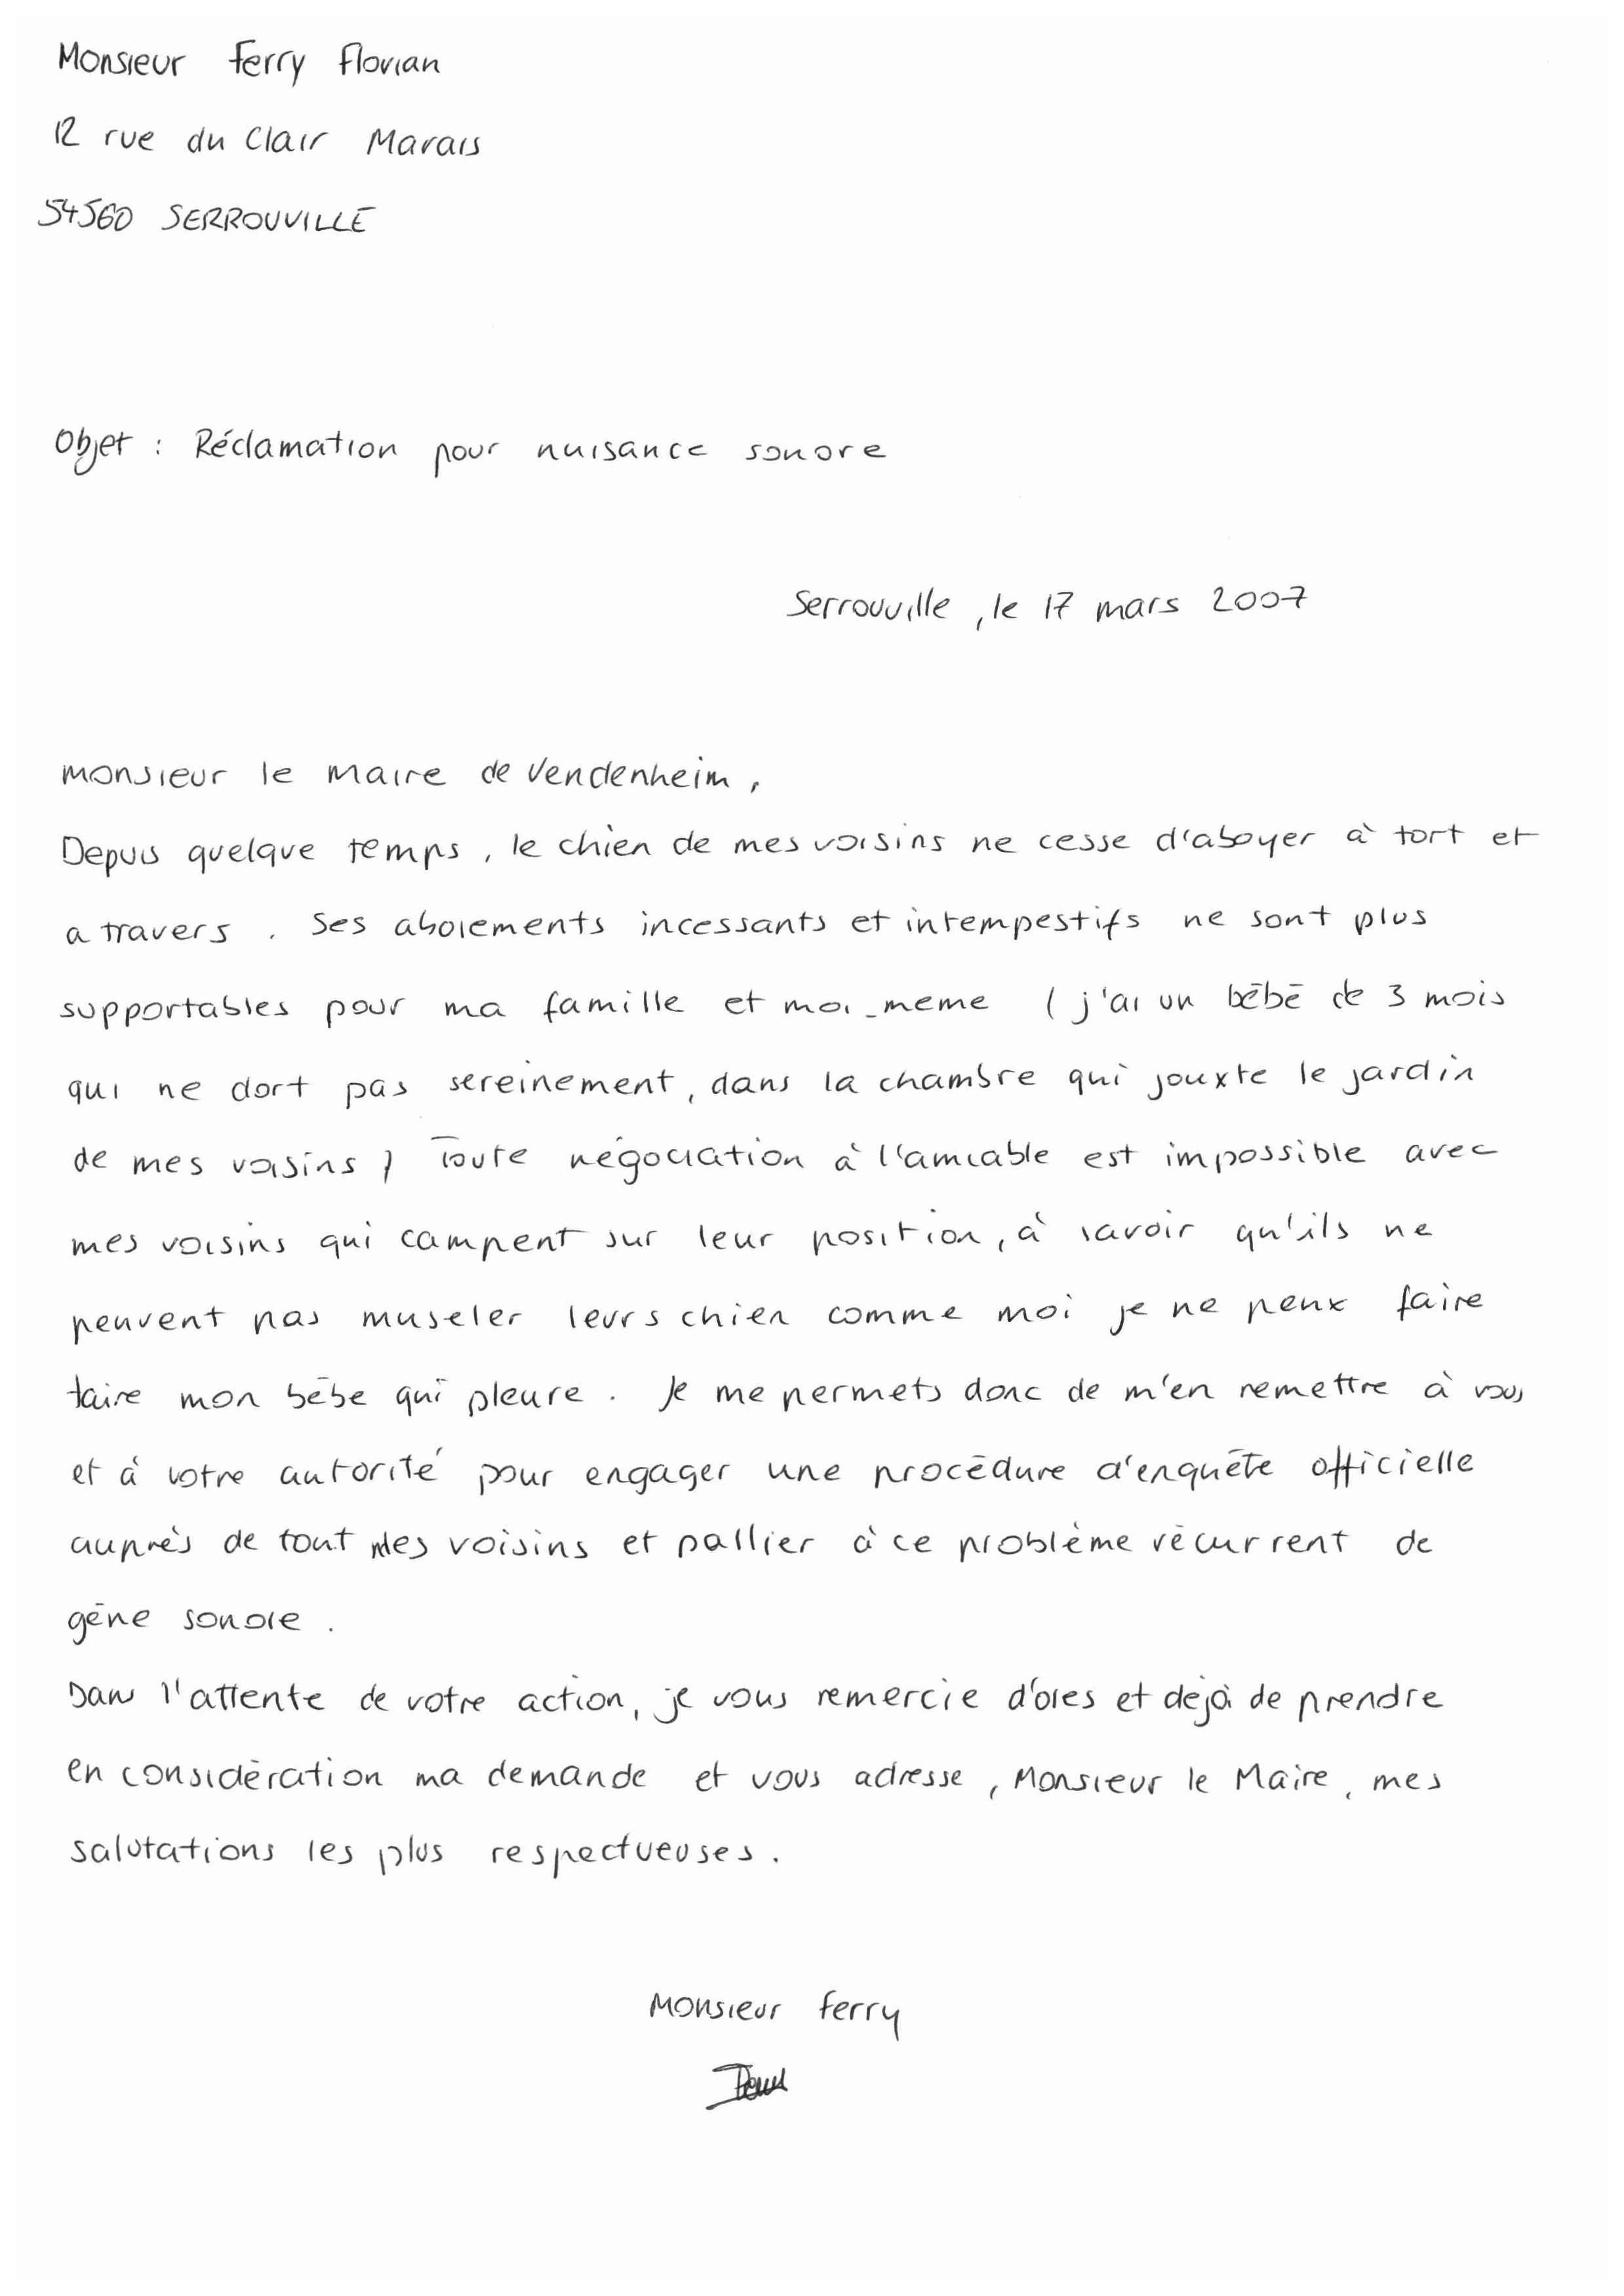 Monsieur Ferry Florian
12 rue du Clair Marais
54560 SERROUVILLE
Objet : Réclamation pour nuisance sonore
Serrouville, le 17 mars 2007
monsieur le maire de Vendenheim,
Depuis quelque temps, le chien de mes voisins ne cesse d'aboyer à tort et
a travers. Ses aboiements incessants et intempestifs ne sont plus
supportables pour ma famille et moi-meme ( j'ai un bébé de 3 mois
qui ne dort pas sereinement, dans la chambre qui jouxte le jardin
de mes voisins ) Toute négociation à l'amiable est impossible avec
mes voisins qui campent sur leur position, à savoir qu'ils ne
peuvent pas museler leurs chien comme moi je ne peux faire
taire mon bébe qui pleure. Je me permets donc de m'en remettre à vous
et à votre autorité pour engager une procédure d'enquête officielle
auprès de tout mes voisins et pallier à ce problème récurrent de
gêne sonore.
Dans l'attente de votre action, je vous remercie d'ores et dejà de prendre
en considération ma demande et vous adresse, Monsieur le Maire, mes
salutations les plus respectueuses.
Monsieur Ferry